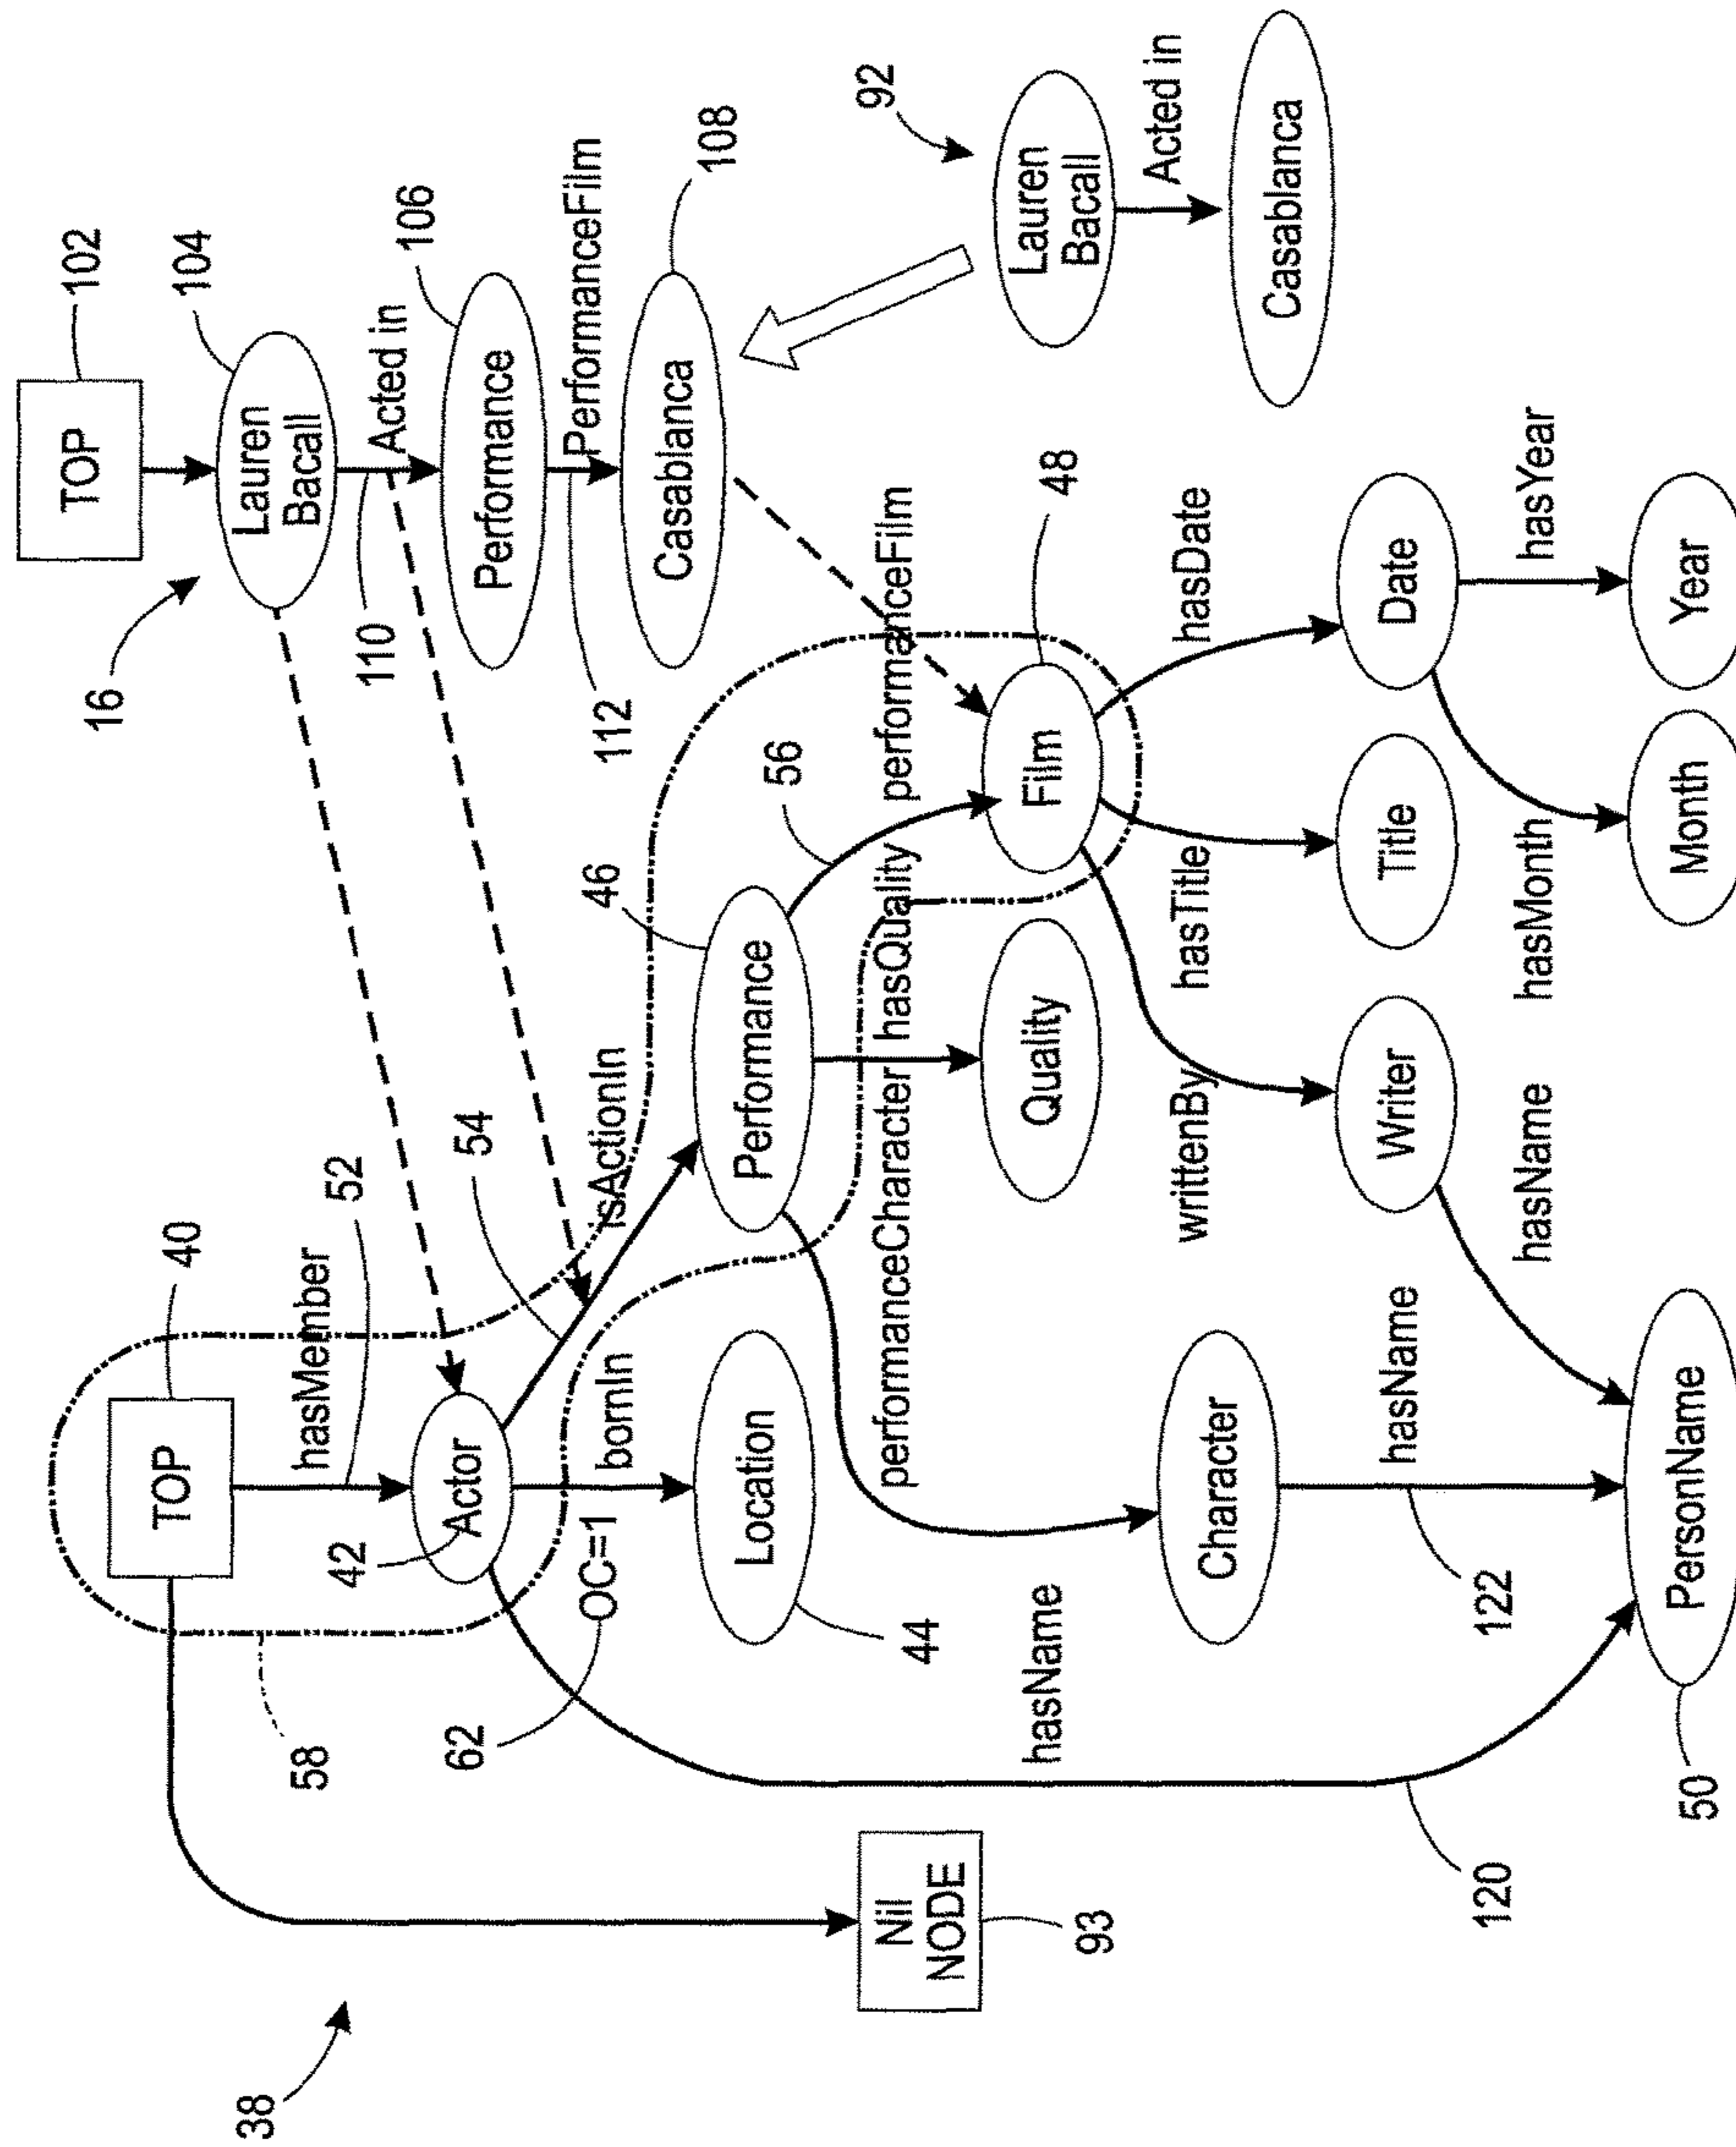 38
TOP
40
hasMember
52
58
42
Actor
62
OC=1
bornIn
54
isActionIn
Location
44
Performance
46
56
performanceFilm
hasQuality
performanceCharacter
Quality
Film
48
hasName
Nil
NODE
93
Character
writtenBy
hasTitle
hasDate
Writer
Title
Date
hasName
122
hasName
hasMonth
hasYear
120
PersonName
50
Month
Year
TOP
102
16
Lauren
Bacall
104
110
Acted in
Performance
106
112
PerformanceFilm
Casablanca
108
92
Lauren
Bacall
Acted in
Casablanca